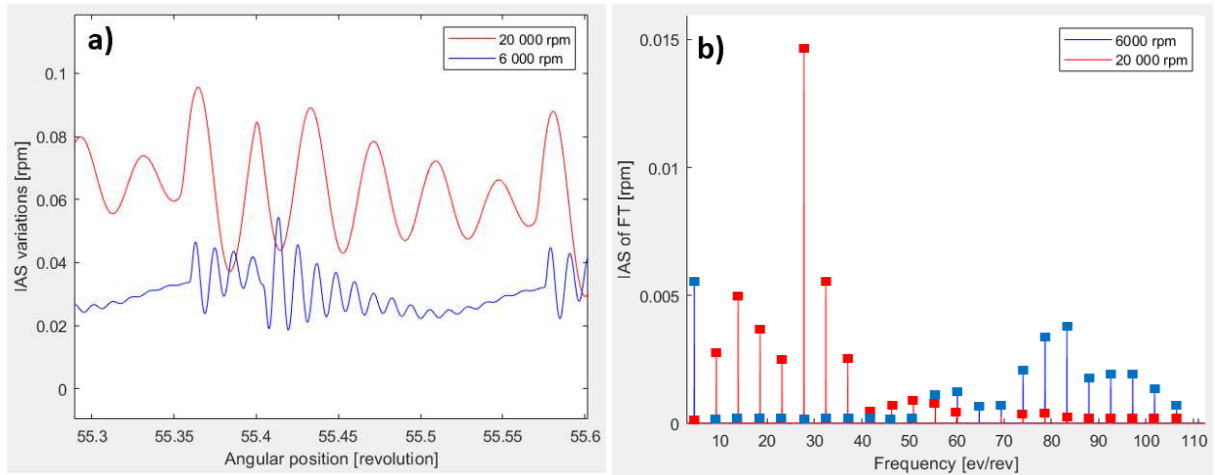 a)
20 000 rpm
6 000 rpm
IAS variations [rpm]
0.1
0.08
0.06
0.04
0.02
0
55.3
55.35
55.4
55.45
55.5
55.55
55.6
Angular position [revolution]
b)
6000 rpm
20 000 rpm
IAS of FT [rpm]
0.015
0.01
0.005
0
10
20
30
40
50
60
70
80
90
100
110
Frequency [ev/rev]